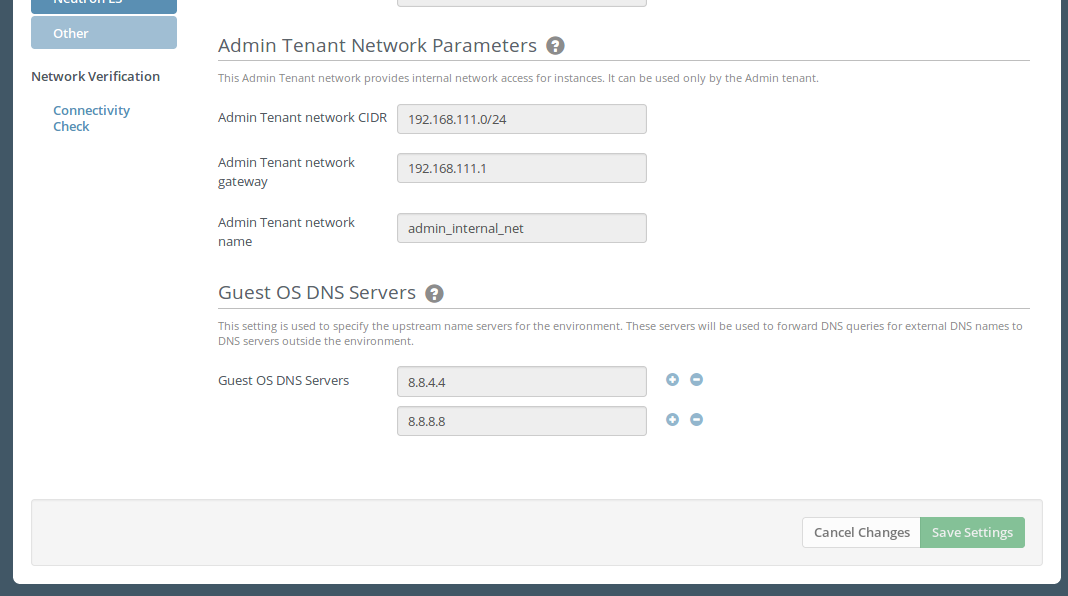 Other
Network Verification
Connectivity
Check
Admin Tenant Network Parameters ?
This Admin Tenant network provides internal network access for instances. It can be used only by the Admin tenant.
Admin Tenant network CIDR 192.168.111.0/24
Admin Tenant network
gateway
192.168.111.1
Admin Tenant network
name
admin_internal_net
Guest OS DNS Servers ?
This setting is used to specify the upstream name servers for the environment. These servers will be used to forward DNS queries for external DNS names to
DNS servers outside the environment.
Guest OS DNS Servers 8.8.4.4
8.8.8.8
Cancel Changes Save Settings